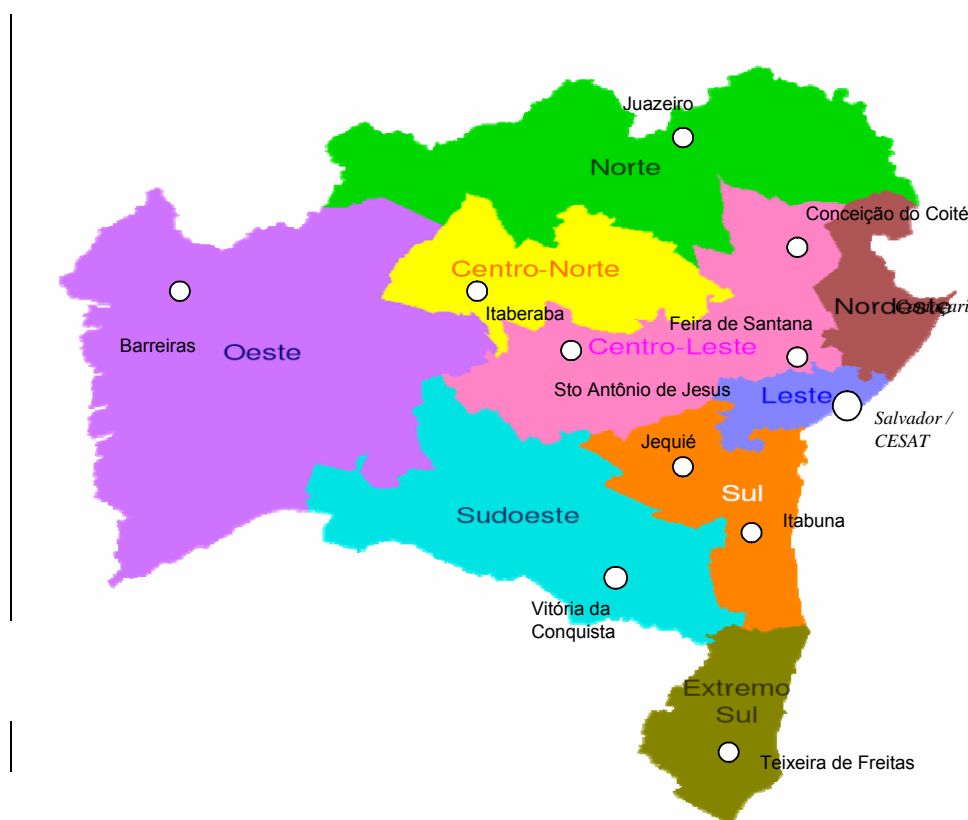 Juazeiro
Norte
Conceição do Coité
Centro-Norte
Nordeste
Itaberaba
Feira de Santana
Barreiras
Oeste
Centro-Leste
Sto Antônio de Jesus
Leste
Salvador /
CESAT
Jequié
Sul
Sudoeste
Itabuna
Vitória da
Conquista
Extremo
Sul
Teixeira de Freitas